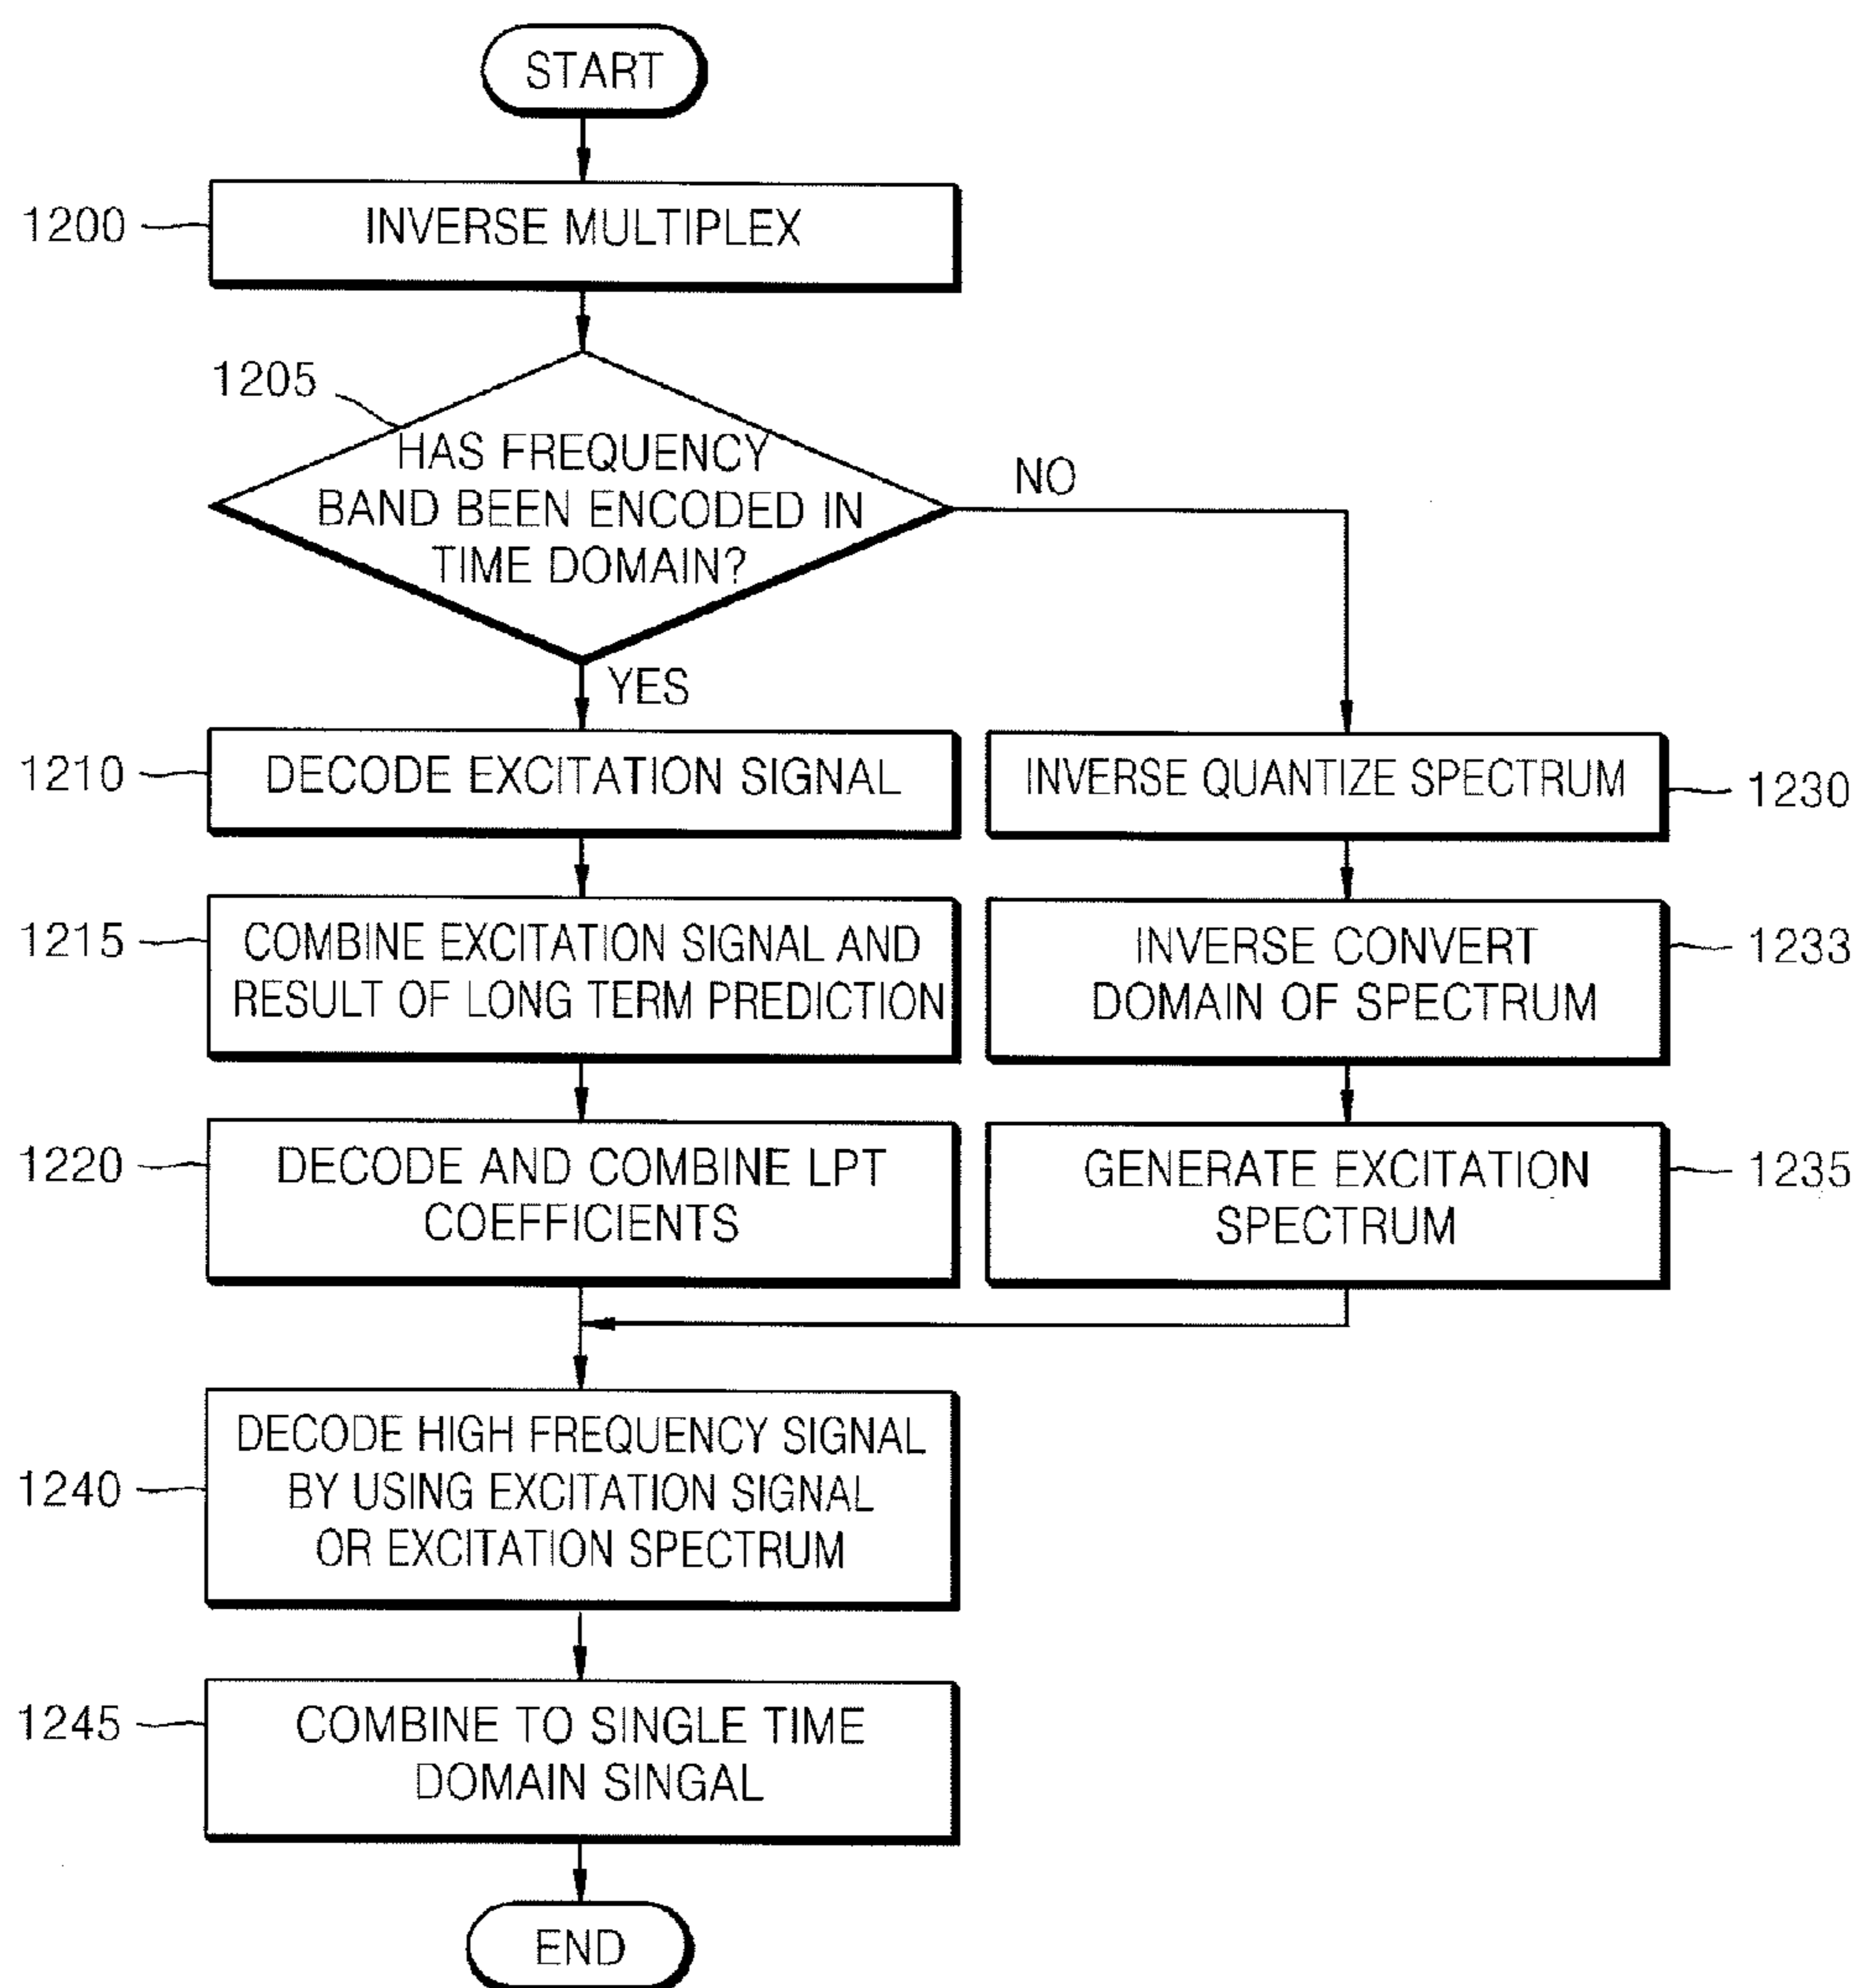 START
1200
INVERSE MULTIPLEX
1205
HAS FREQUENCY
BAND BEEN ENCODED IN
TIME DOMAIN?
NO
YES
1210
DECODE EXCITATION SIGNAL
INVERSE QUANTIZE SPECTRUM
1230
1215
COMBINE EXCITATION SIGNAL AND
RESULT OF LONG TERM PREDICTION
INVERSE CONVERT
DOMAIN OF SPECTRUM
1233
1220
DECODE AND COMBINE LPT
COEFFICIENTS
GENERATE EXCITATION
SPECTRUM
1235
1240
DECODE HIGH FREQUENCY SIGNAL
BY USING EXCITATION SIGNAL
OR EXCITATION SPECTRUM
1245
COMBINE TO SINGLE TIME
DOMAIN SINGAL
END